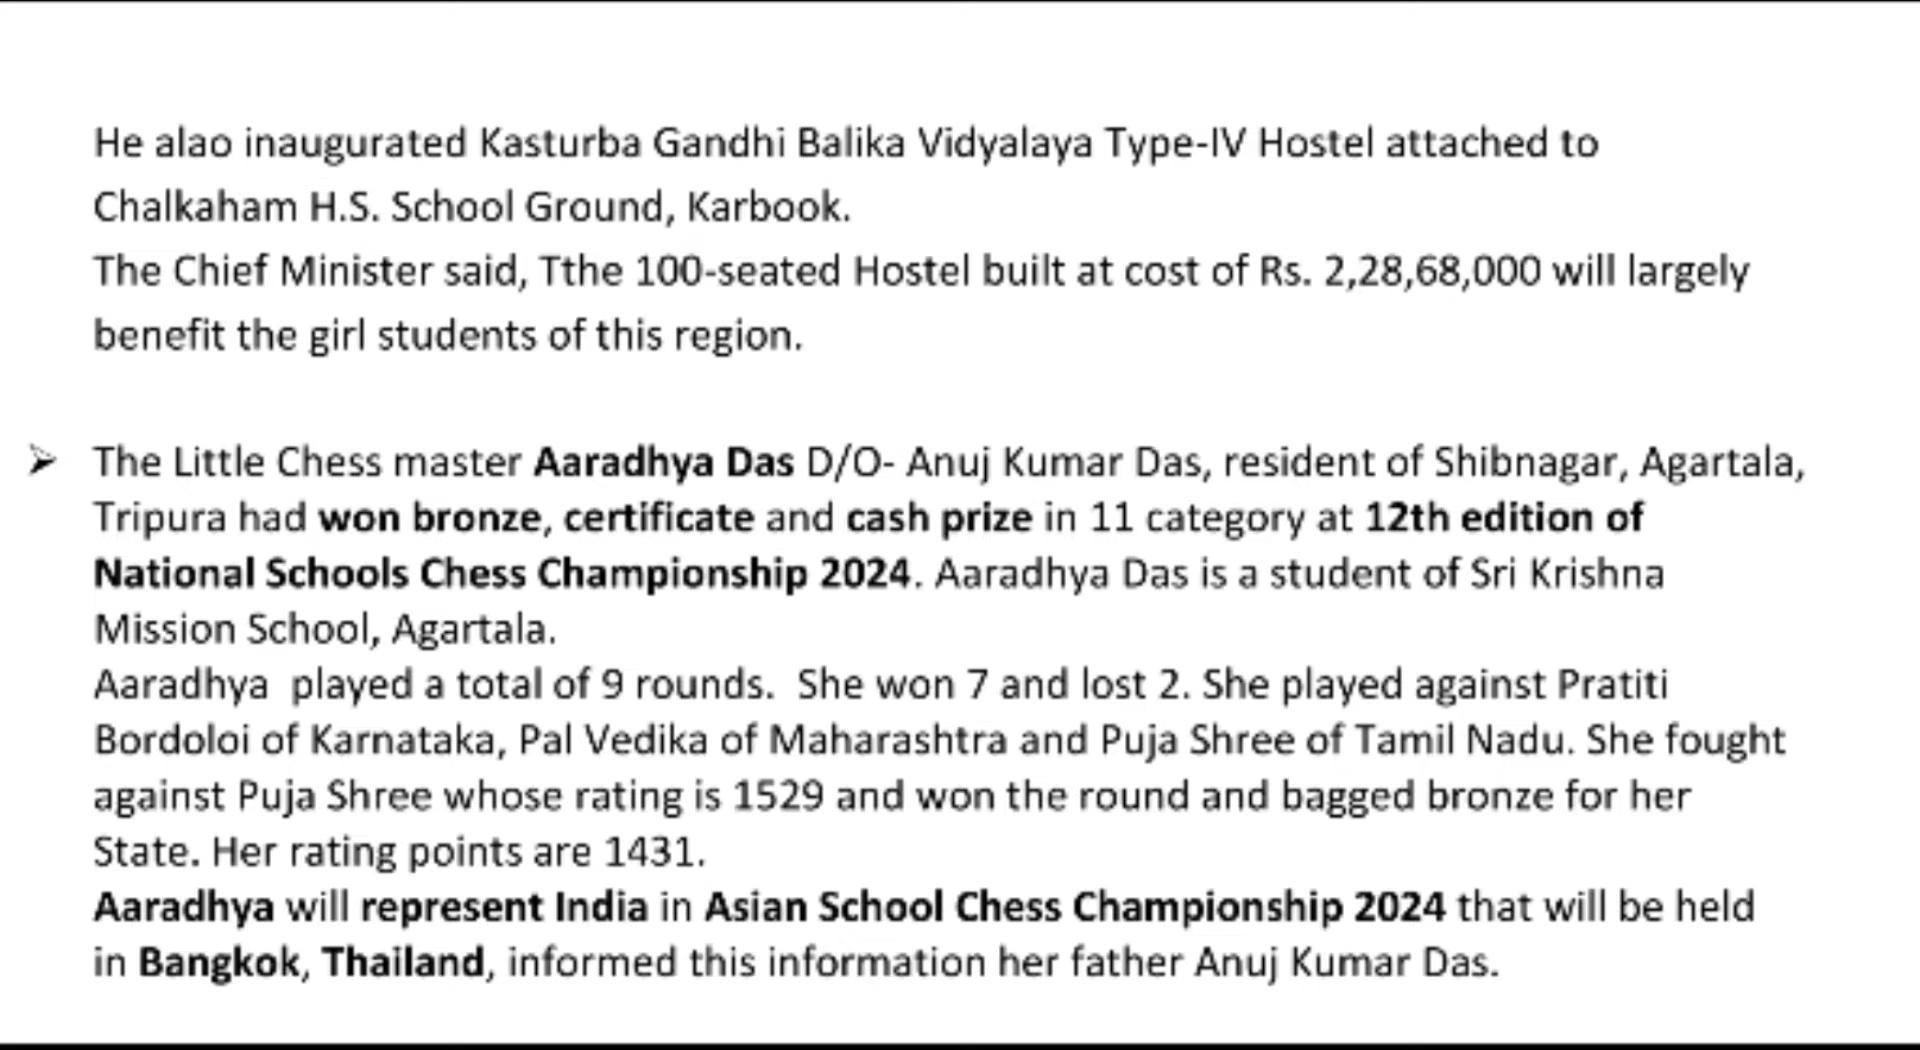 He alao inaugurated Kasturba Gandhi Balika Vidyalaya Type-IV Hostel attached to
Chalkaham H.S. School Ground, Karbook.
The Chief Minister said, Tthe 100-seated Hostel built at cost of Rs. 2,28,68,000 will largely
benefit the girl students of this region.
➢ The Little Chess master Aaradhya Das D/O- Anuj Kumar Das, resident of Shibnagar, Agartala,
Tripura had won bronze, certificate and cash prize in 11 category at 12th edition of
National Schools Chess Championship 2024. Aaradhya Das is a student of Sri Krishna
Mission School, Agartala.
Aaradhya  played a total of 9 rounds.  She won 7 and lost 2. She played against Pratiti
Bordoloi of Karnataka, Pal Vedika of Maharashtra and Puja Shree of Tamil Nadu. She fought
against Puja Shree whose rating is 1529 and won the round and bagged bronze for her
State. Her rating points are 1431.
Aaradhya will represent India in Asian School Chess Championship 2024 that will be held
in Bangkok, Thailand, informed this information her father Anuj Kumar Das.